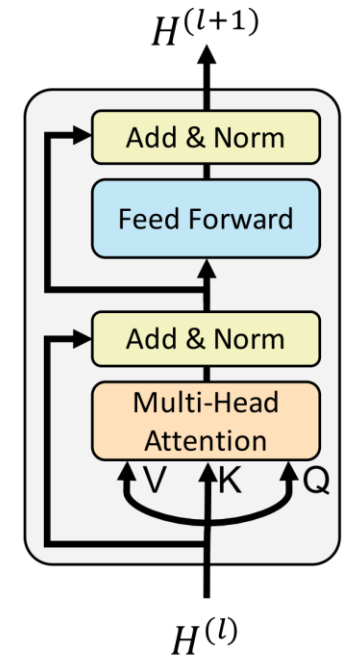 H^(l+1)
Add & Norm
Feed Forward
Add & Norm
Multi-Head
Attention
V K Q
H^(l)